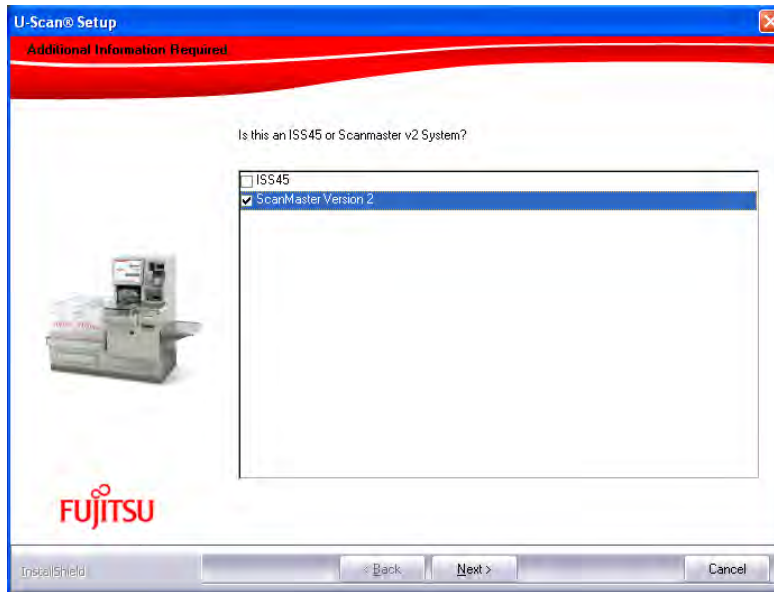 U-Scan® Setup
Additional Information Required
Is this an ISS45 or Scanmaster v2 System?
ISS45
ScanMaster Version 2
FUJITSU
InstallShield
< Back
Next >
Cancel